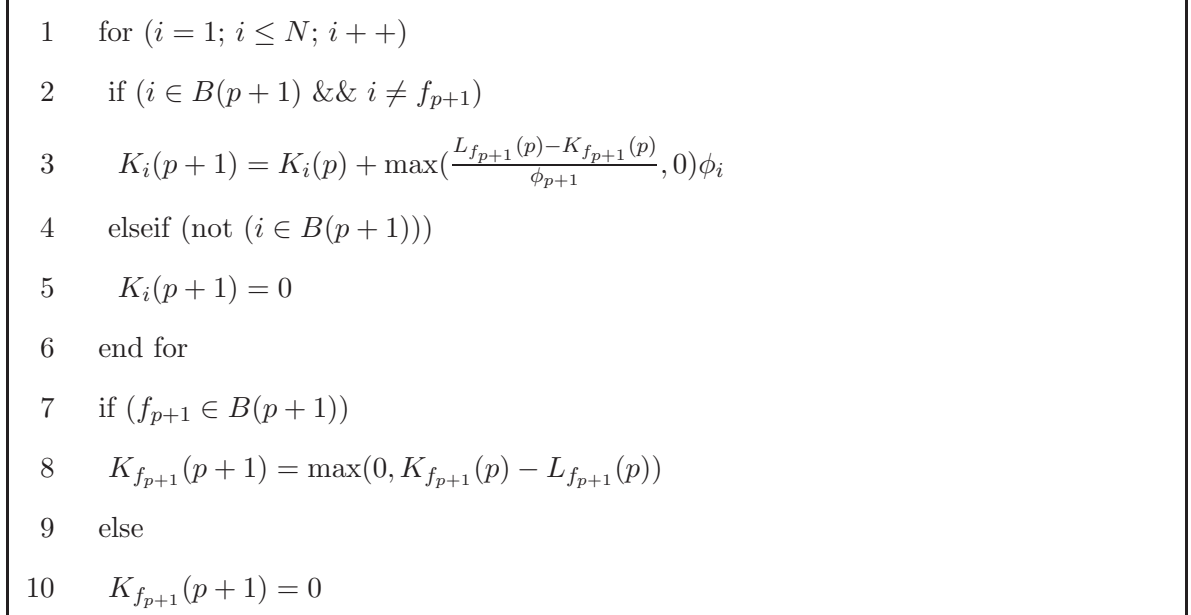 1 for (i = 1; i ≤ N; i + +)
2 if (i ∈ B(p + 1) && i ≠ f_{p+1})
3 K_i(p + 1) = K_i(p) + max(\frac{L_{f_{p+1}}(p)−K_{f_{p+1}}(p)}{ϕ_{p+1}}, 0)ϕ_i
4 elseif (not (i ∈ B(p + 1)))
5 K_i(p + 1) = 0
6 end for
7 if (f_{p+1} ∈ B(p + 1))
8 K_{f_{p+1}}(p + 1) = max(0, K_{f_{p+1}}(p) − L_{f_{p+1}}(p))
9 else
10 K_{f_{p+1}}(p + 1) = 0